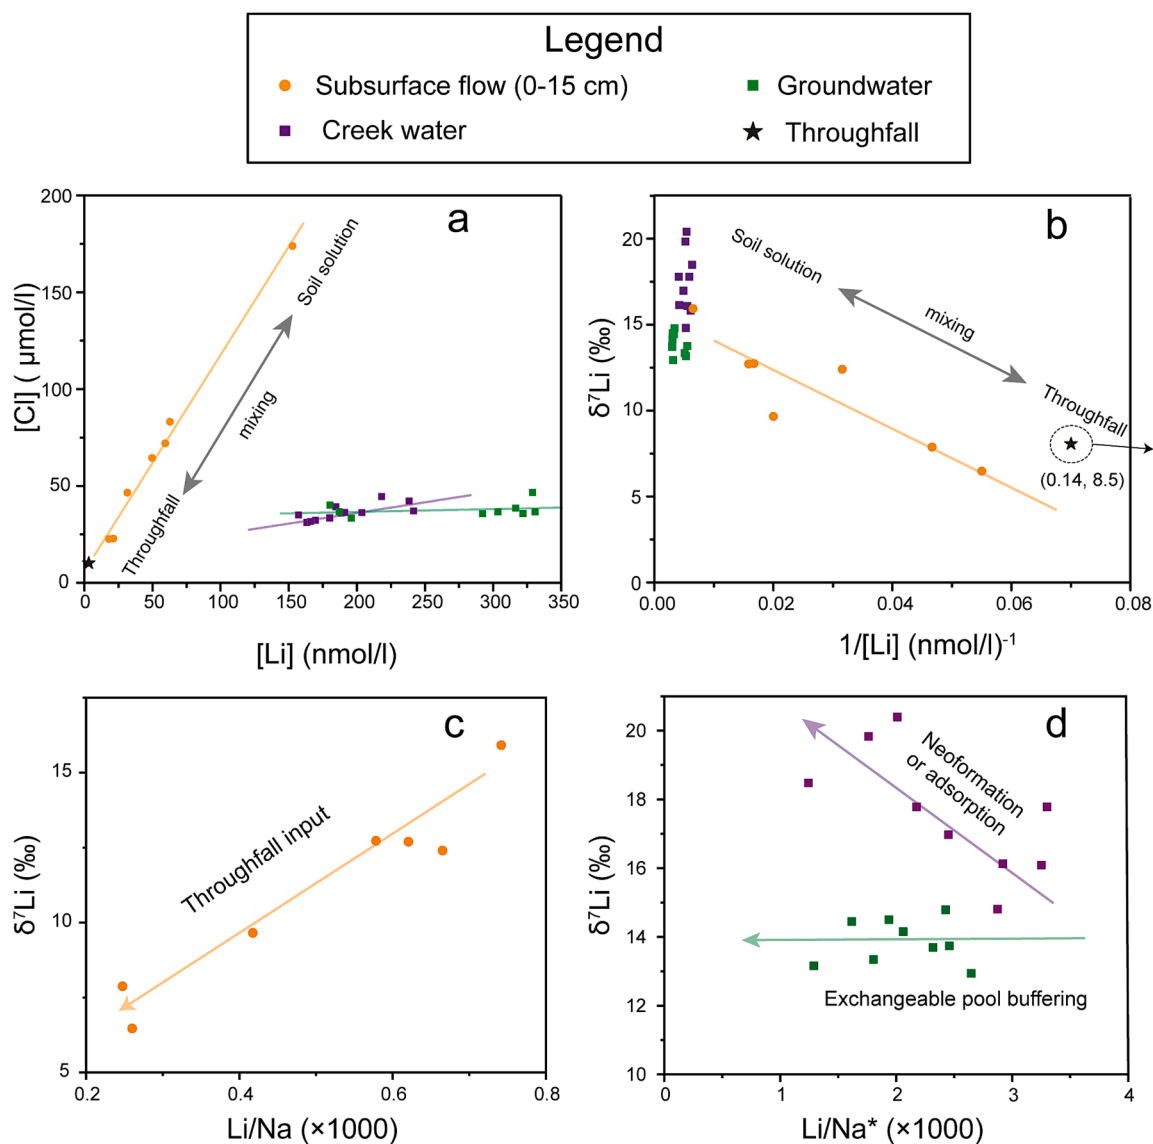 Legend
Subsurface flow (0-15 cm)
Groundwater
Creek water
Throughfall
a
200
150
100
50
0
[Cl] ( µmol/l)
Soil solution
mixing
Throughfall
0
50
100
150
200
250
300
350
[Li] (nmol/l)
b
20
15
10
5
0
δ⁷Li (‰)
Soil solution
mixing
Throughfall
(0.14, 8.5)
0.00
0.02
0.04
0.06
0.08
1/[Li] (nmol/l)⁻¹
c
15
10
5
δ⁷Li (‰)
Throughfall input
0.2
0.4
0.6
0.8
Li/Na (×1000)
d
20
18
16
14
12
10
δ⁷Li (‰)
Neoformation
or adsorption
Exchangeable pool buffering
0
1
2
3
4
Li/Na* (×1000)